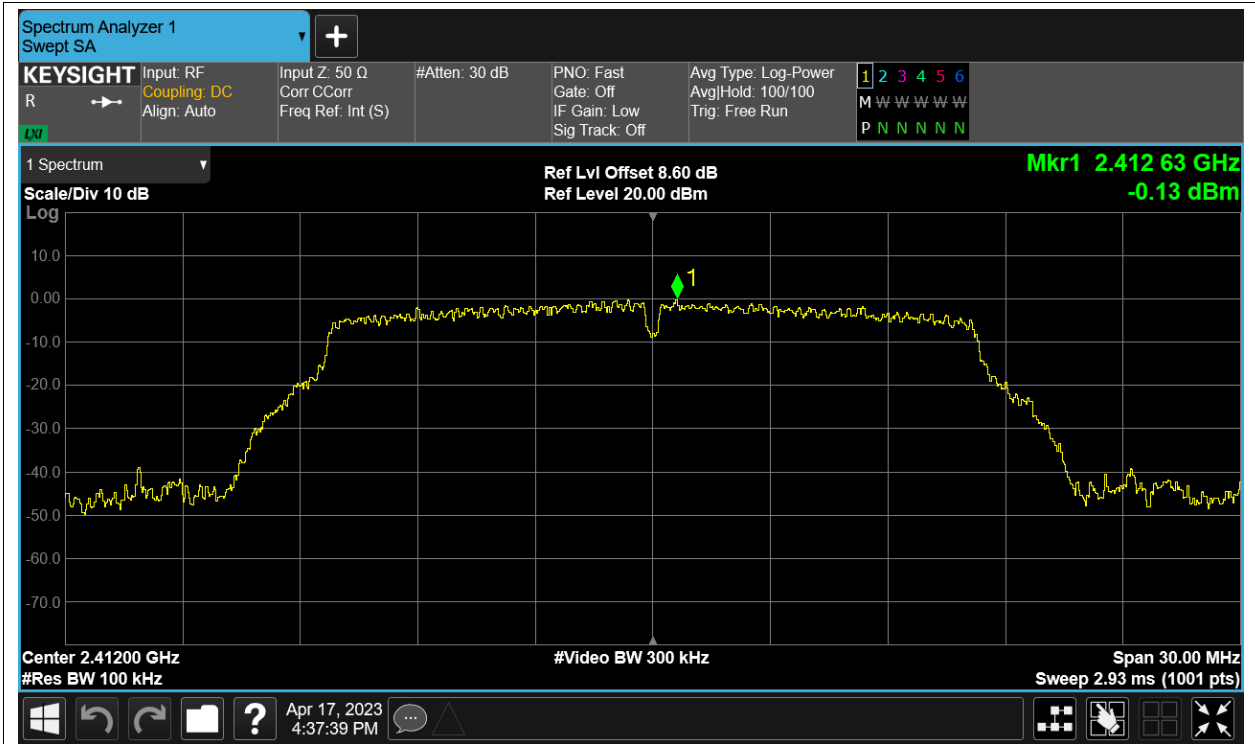 Spectrum Analyzer 1
Swept SA
+
KEYSIGHT
R
LXI
Input: RF
Coupling: DC
Align: Auto
Input Z: 50 Ω
Corr CCorr
Freq Ref: Int (S)
#Atten: 30 dB
PNO: Fast
Gate: Off
IF Gain: Low
Sig Track: Off
Avg Type: Log-Power
Avg|Hold: 100/100
Trig: Free Run
1 2 3 4 5 6
M W W W W W
P N N N N N
1 Spectrum
Scale/Div 10 dB
Log
Ref Lvl Offset 8.60 dB
Ref Level 20.00 dBm
Mkr1 2.412 63 GHz
-0.13 dBm
1
10.0
0.00
-10.0
-20.0
-30.0
-40.0
-50.0
-60.0
-70.0
Center 2.41200 GHz
#Video BW 300 kHz
Span 30.00 MHz
#Res BW 100 kHz
Sweep 2.93 ms (1001 pts)
?
Apr 17, 2023
4:37:39 PM